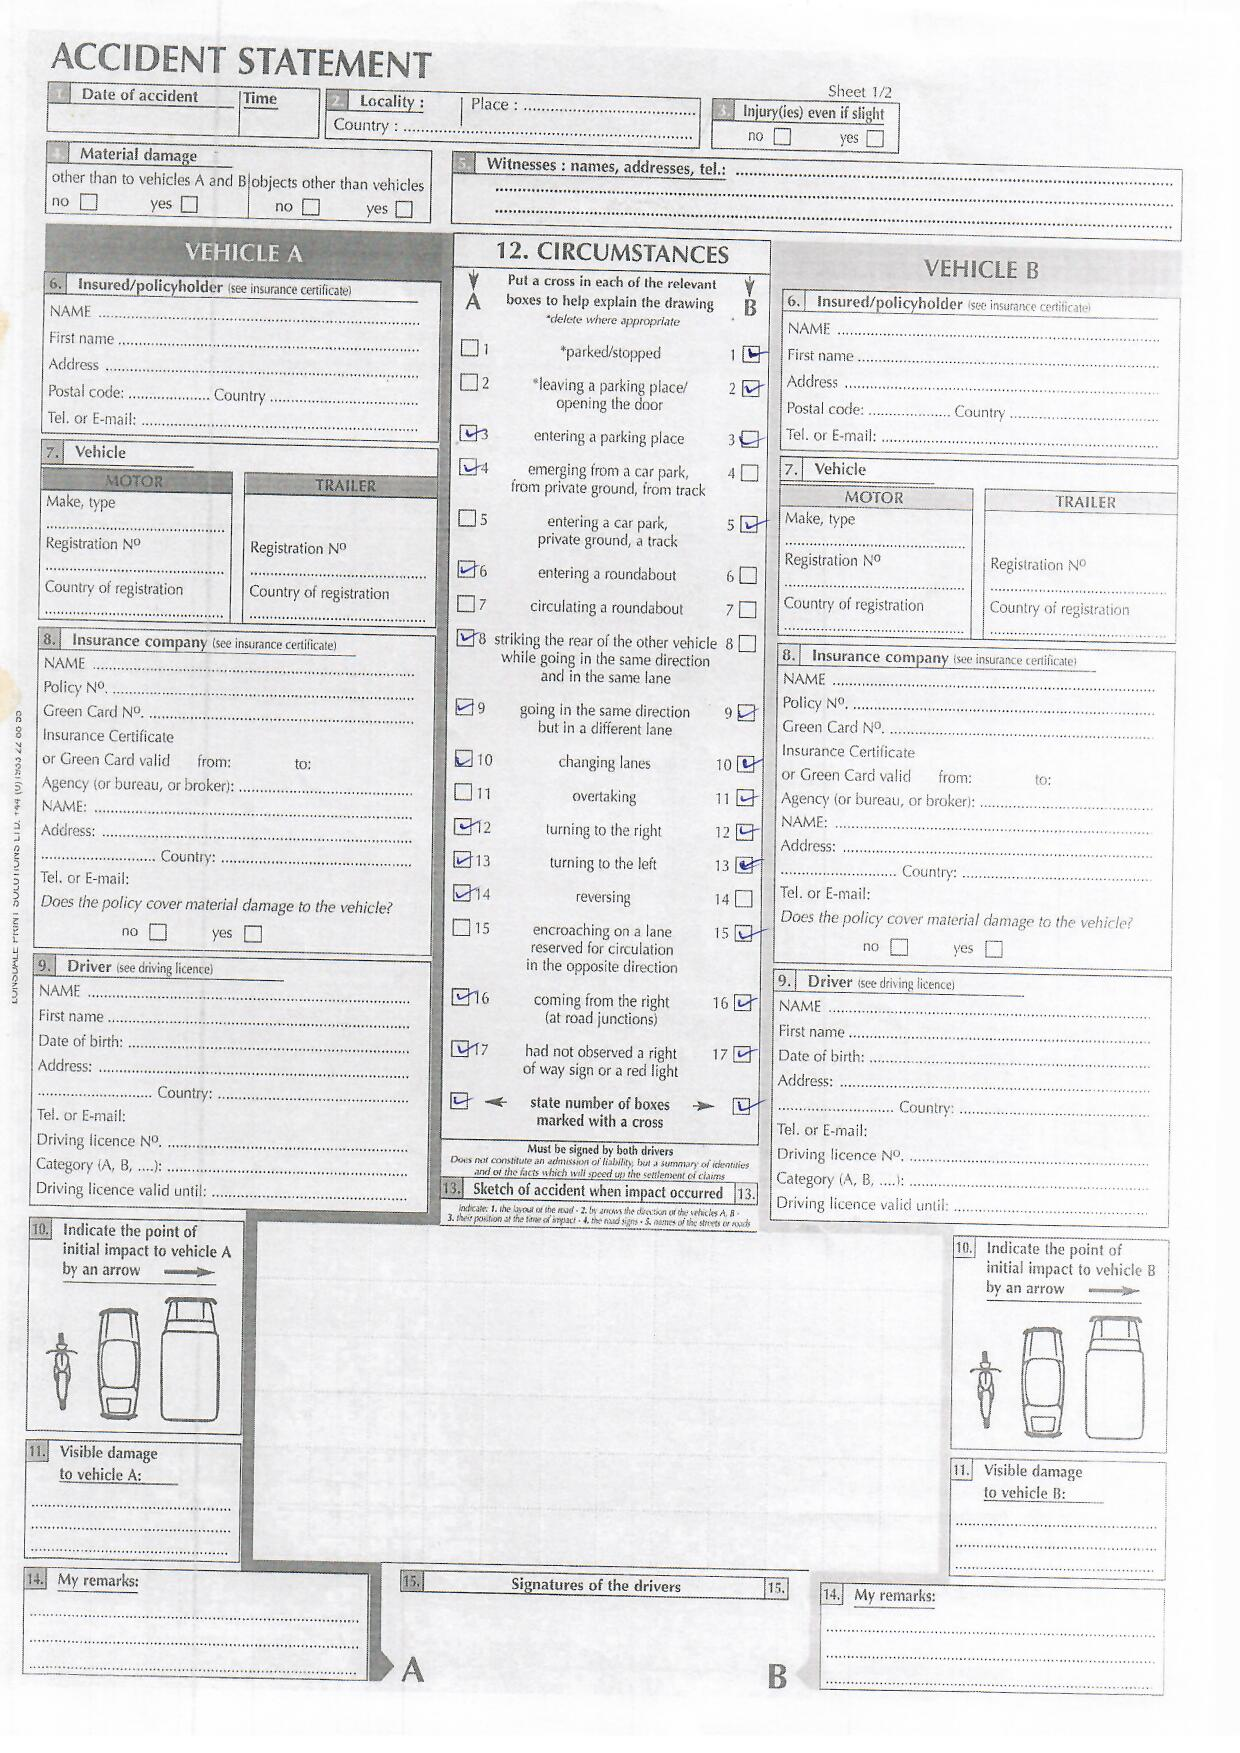 ACCIDENT STATEMENT
Sheet 1/2
1. Date of accident Time
2. Locality : Place :
Country :
3. Injury(ies) even if slight
no yes
4. Material damage
other than to vehicles A and B objects other than vehicles
no yes no yes
5. Witnesses : names, addresses, tel.:
VEHICLE A
6. Insured/policyholder (see insurance certificate)
NAME
First name
Address
Postal code: Country
Tel. or E-mail:
7. Vehicle
MOTOR TRAILER
Make, type
Registration Nº Registration Nº
Country of registration Country of registration
8. Insurance company (see insurance certificate)
NAME
Policy Nº.
Green Card Nº.
Insurance Certificate
or Green Card valid from: to:
Agency (or bureau, or broker):
NAME:
Address:
Country:
Tel. or E-mail:
Does the policy cover material damage to the vehicle?
no yes
9. Driver (see driving licence)
NAME
First name
Date of birth:
Address:
Country:
Tel. or E-mail:
Driving licence Nº.
Category (A, B, ....):
Driving licence valid until:
10. Indicate the point of
initial impact to vehicle A
by an arrow
11. Visible damage
to vehicle A:
14. My remarks:
12. CIRCUMSTANCES
Put a cross in each of the relevant
A boxes to help explain the drawing B
*delete where appropriate
1 *parked/stopped 1
2 *leaving a parking place/ 2
opening the door
3 entering a parking place 3
4 emerging from a car park, 4
from private ground, from track
5 entering a car park, 5
private ground, a track
6 entering a roundabout 6
7 circulating a roundabout 7
8 striking the rear of the other vehicle 8
while going in the same direction
and in the same lane
9 going in the same direction 9
but in a different lane
10 changing lanes 10
11 overtaking 11
12 turning to the right 12
13 turning to the left 13
14 reversing 14
15 encroaching on a lane 15
reserved for circulation
in the opposite direction
16 coming from the right 16
(at road junctions)
17 had not observed a right 17
of way sign or a red light
state number of boxes
marked with a cross
Must be signed by both drivers
Does not constitute an admission of liability, but a summary of identities
and of the facts which will speed up the settlement of claims
13. Sketch of accident when impact occurred 13.
Indicate: 1. the layout of the road - 2. by arrows the direction of the vehicles A, B -
3. their position at the time of impact - 4. the road signs - 5. names of the streets or roads
15. Signatures of the drivers 15.
A B
VEHICLE B
6. Insured/policyholder (see insurance certificate)
NAME
First name
Address
Postal code: Country
Tel. or E-mail:
7. Vehicle
MOTOR TRAILER
Make, type
Registration Nº Registration Nº
Country of registration Country of registration
8. Insurance company (see insurance certificate)
NAME
Policy Nº.
Green Card Nº.
Insurance Certificate
or Green Card valid from: to:
Agency (or bureau, or broker):
NAME:
Address:
Country:
Tel. or E-mail:
Does the policy cover material damage to the vehicle?
no yes
9. Driver (see driving licence)
NAME
First name
Date of birth:
Address:
Country:
Tel. or E-mail:
Driving licence Nº.
Category (A, B, ....):
Driving licence valid until:
10. Indicate the point of
initial impact to vehicle B
by an arrow
11. Visible damage
to vehicle B:
14. My remarks: